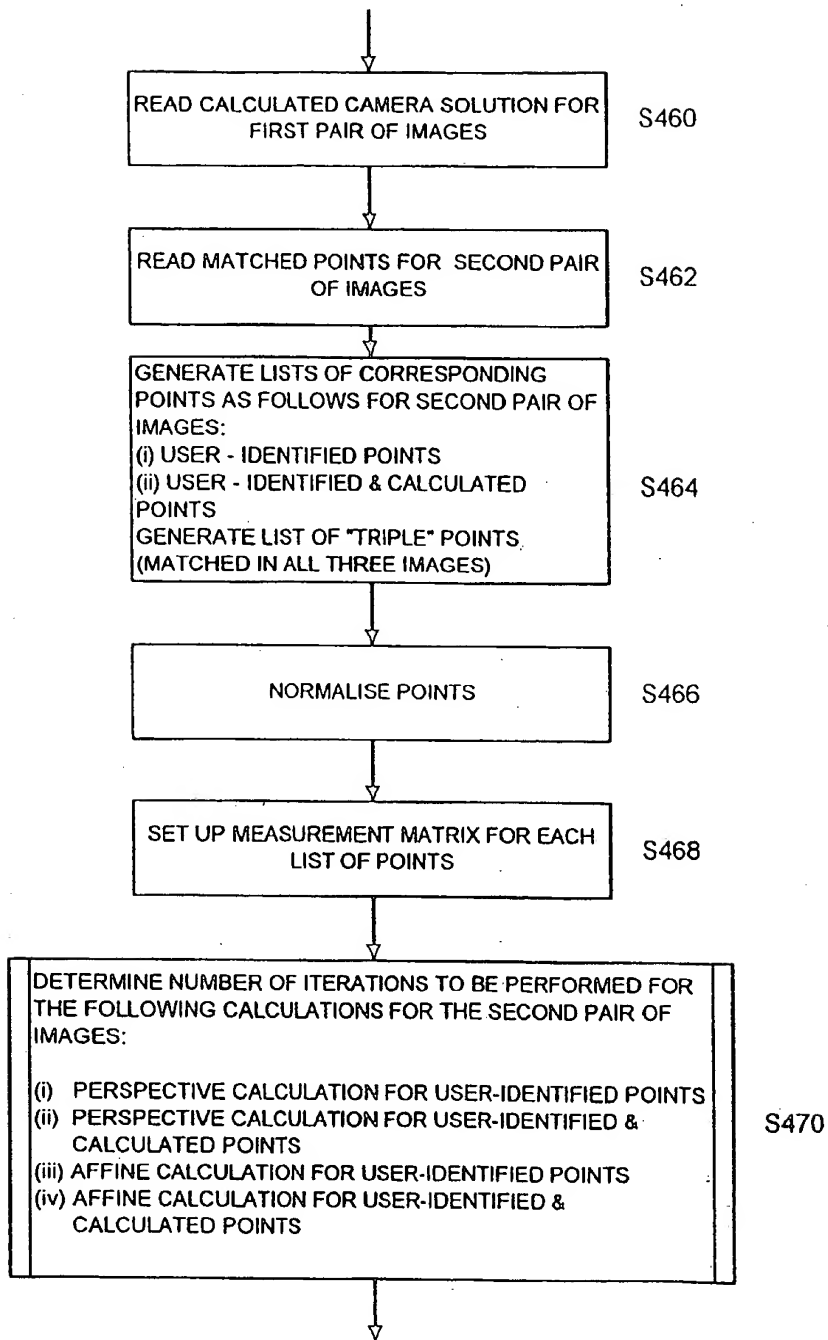 READ CALCULATED CAMERA SOLUTION FOR
FIRST PAIR OF IMAGES
S460
READ MATCHED POINTS FOR SECOND PAIR
OF IMAGES
S462
GENERATE LISTS OF CORRESPONDING
POINTS AS FOLLOWS FOR SECOND PAIR OF
IMAGES:
(i) USER - IDENTIFIED POINTS
(ii) USER - IDENTIFIED & CALCULATED
POINTS
GENERATE LIST OF "TRIPLE" POINTS
(MATCHED IN ALL THREE IMAGES)
S464
NORMALISE POINTS
S466
SET UP MEASUREMENT MATRIX FOR EACH
LIST OF POINTS
S468
DETERMINE NUMBER OF ITERATIONS TO BE PERFORMED FOR
THE FOLLOWING CALCULATIONS FOR THE SECOND PAIR OF
IMAGES:
(i) PERSPECTIVE CALCULATION FOR USER-IDENTIFIED POINTS
(ii) PERSPECTIVE CALCULATION FOR USER-IDENTIFIED &
CALCULATED POINTS
(iii) AFFINE CALCULATION FOR USER-IDENTIFIED POINTS
(iv) AFFINE CALCULATION FOR USER-IDENTIFIED &
CALCULATED POINTS
S470